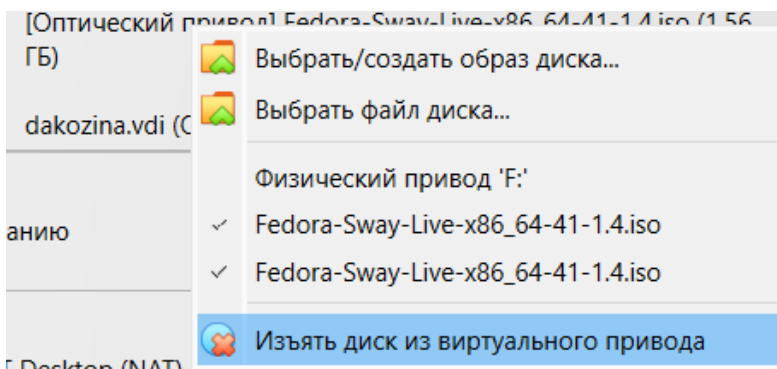 [Оптический привод] Fedora-Sway-Live-x86_64-41-1.4.iso (1,56
ГБ)
Выбрать/создать образ диска...
Выбрать файл диска...
dakozina.vdi (
Физический привод 'F:'
анию
Fedora-Sway-Live-x86_64-41-1.4.iso
Fedora-Sway-Live-x86_64-41-1.4.iso
Изъять диск из виртуального привода
Desktop (NAT)